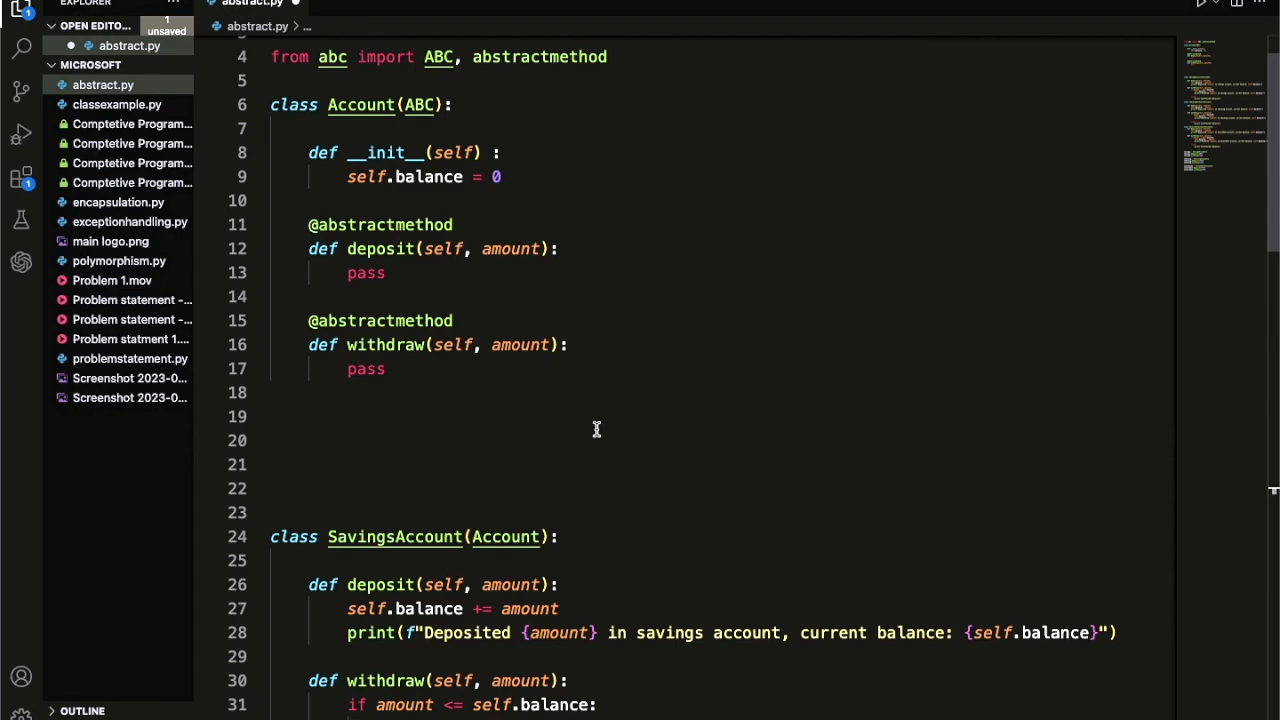 EXPLORER
abstract.py
OPEN EDITO...
1
unsaved
abstract.py
MICROSOFT
abstract.py
classexample.py
Comptetive Program...
Comptetive Program...
Comptetive Program...
Comptetive Program...
encapsulation.py
exceptionhandling.py
main logo.png
polymorphism.py
Problem 1.mov
Problem statement -...
Problem statement -...
Problem statment 1....
problemstatement.py
Screenshot 2023-0...
Screenshot 2023-0...
OUTLINE
1
1
abstract.py > ...
4 from abc import ABC, abstractmethod
5
6 class Account(ABC):
7
8 def __init__(self) :
9 self.balance = 0
10
11 @abstractmethod
12 def deposit(self, amount):
13 pass
14
15 @abstractmethod
16 def withdraw(self, amount):
17 pass
18
19
20
21
22
23
24 class SavingsAccount(Account):
25
26 def deposit(self, amount):
27 self.balance += amount
28 print(f"Deposited {amount} in savings account, current balance: {self.balance}")
29
30 def withdraw(self, amount):
31 if amount <= self.balance: